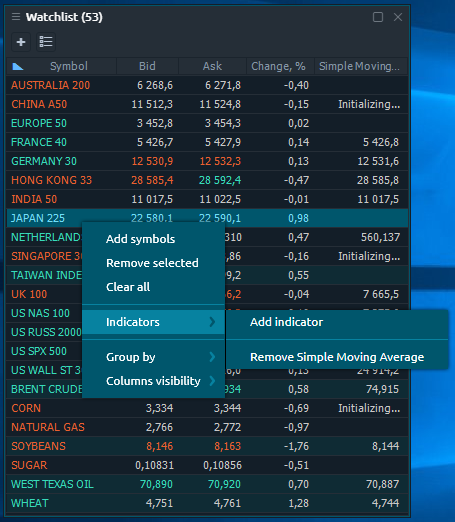 Watchlist (53)
Symbol Bid Ask Change, % Simple Moving...
AUSTRALIA 200 6 268,6 6 271,8 -0,40
CHINA A50 11 512,3 11 524,8 -0,15 Initializing...
EUROPE 50 3 452,8 3 454,3 0,02
FRANCE 40 5 426,7 5 427,9 0,14 5 426,8
GERMANY 30 12 530,9 12 532,3 0,13 12 531,6
HONG KONG 33 28 585,4 28 592,4 -0,47 28 585,8
INDIA 50 11 017,5 11 022,5 -0,01 11 017,5
JAPAN 225 22 580,1 22 590,1 0,98
NETHERLAND 310 0,47 560,137
SINGAPORE 30 ,86 -0,16 Initializing...
TAIWAN INDE 9,2 0,55
UK 100 6,2 -0,04 7 665,5
US NAS 100
US RUSS 2000
US SPX 500
US WALL ST 3 0,13 24 914,2
BRENT CRUDE 934 0,58 74,915
CORN 3,334 3,344 -0,69 Initializing...
NATURAL GAS 2,766 2,772 -0,97
SOYBEANS 8,146 8,163 -1,76 8,144
SUGAR 0,10831 0,10856 -0,51
WEST TEXAS OIL 70,890 70,920 0,70 70,887
WHEAT 4,751 4,761 1,28 4,744
Add symbols
Remove selected
Clear all
Indicators
Group by
Columns visibility
Add indicator
Remove Simple Moving Average